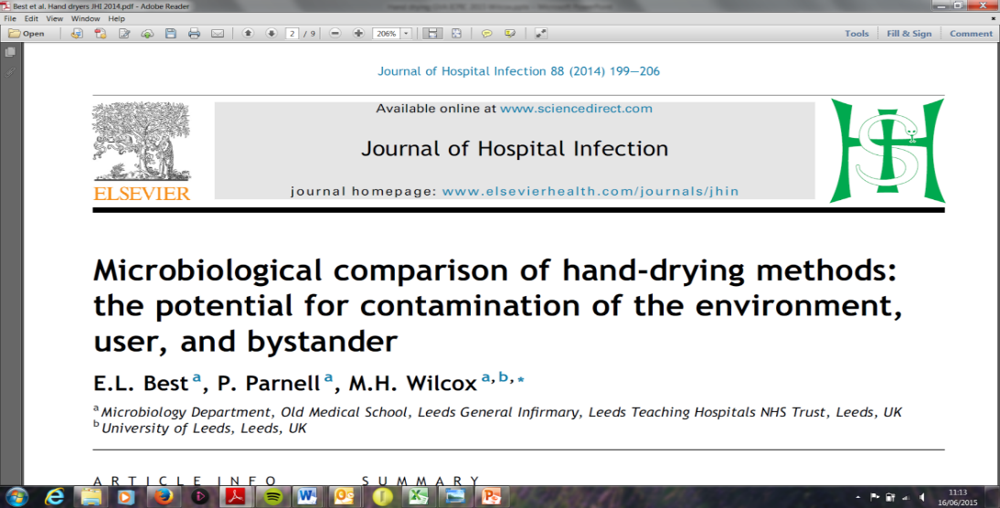 Best et al. Hand dryers JHI 2014.pdf - Adobe Reader
File Edit View Window Help
Open 2 / 9 206% Tools Fill & Sign Comment
Journal of Hospital Infection 88 (2014) 199–206
Available online at www.sciencedirect.com
Journal of Hospital Infection
journal homepage: www.elsevierhealth.com/journals/jhin
ELSEVIER
Microbiological comparison of hand-drying methods:
the potential for contamination of the environment,
user, and bystander
E.L. Best a, P. Parnell a, M.H. Wilcox a,b,*
a Microbiology Department, Old Medical School, Leeds General Infirmary, Leeds Teaching Hospitals NHS Trust, Leeds, UK
b University of Leeds, Leeds, UK
ARTICLE INFO SUMMARY
11:13
16/06/2015